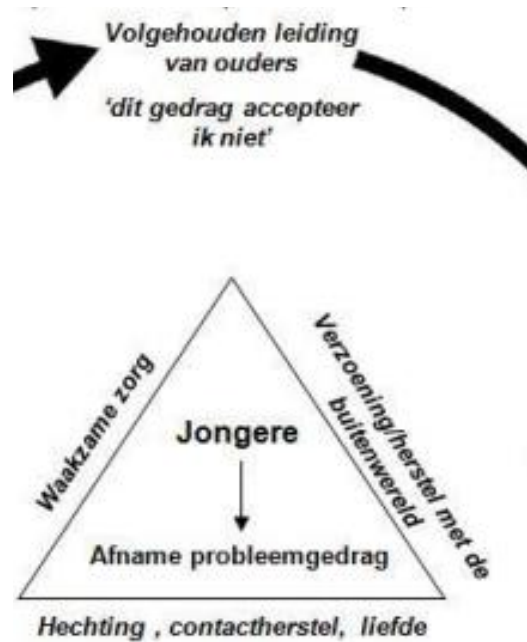 Volgehouden leiding
van ouders
‘dit gedrag accepteer
ik niet’
Waakzame zorg
Verzoening/herstel met de
buitenwereld
Jongere
Afname probleemgedrag
Hechting , contactherstel, liefde